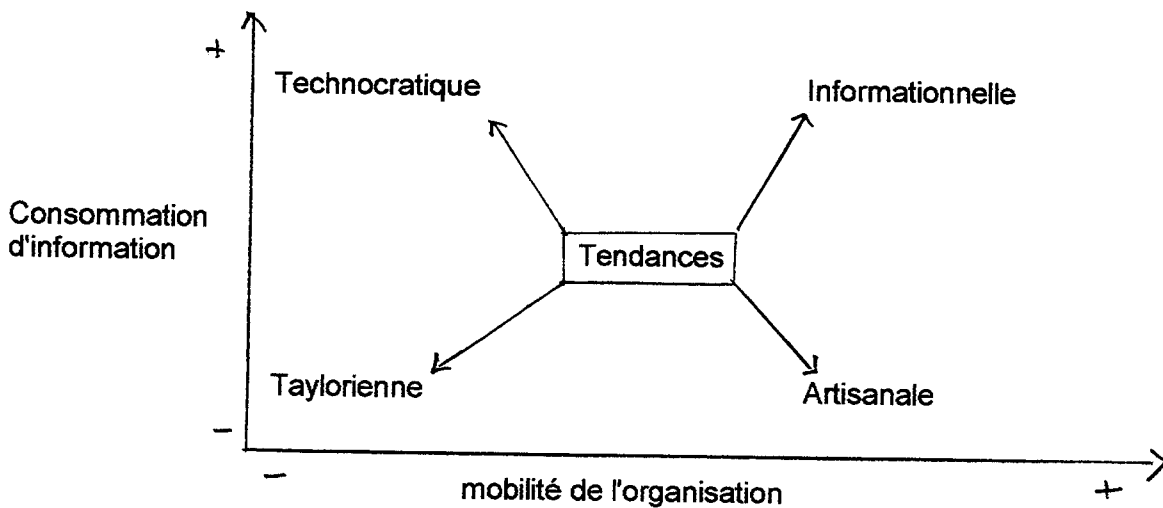 +
Technocratique
Informationnelle
Consommation
d'information
Tendances
Taylorienne
Artisanale
−
−
mobilité de l'organisation
+